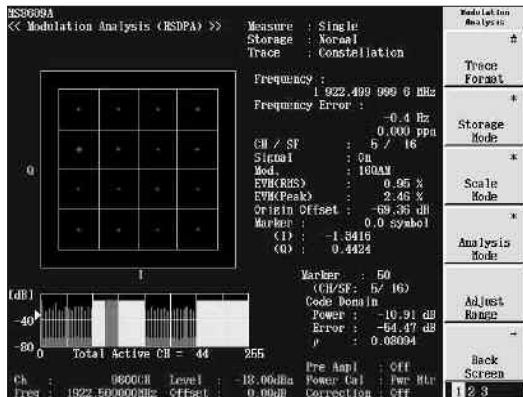 MS8609A
<< Modulation Analysis (HSDPA) >>
Measure : Single
Storage : Normal
Trace : Constellation
Frequency :
1 922.499 999 6 MHz
Frequency Error :
-0.4 Hz
0.000 ppm
CH / SF : 5 / 16
Signal : On
Mod. : 16QAM
EVM(RMS) : 0.95 %
EVM(Peak) : 2.46 %
Origin Offset : -69.36 dB
Marker : 0.0 symbol
(I) : -1.3416
(Q) : 0.4424
Q
I
Marker : 50
(CH/SF: 5/ 16)
Code Domain
Power : -10.91 dB
Error : -54.47 dB
ρ : 0.08094
[dB]
-40
-80
0 Total Active CH = 44 255
Pre Ampl : Off
Ch : 9600CH Level : -18.00dBm Power Cal : Pwr Mtr
Freq : 1922.500000MHz Offset : 0.00dB Correction : Off
Modulation
Analysis
Trace
Format
*
Storage
Mode
*
Scale
Mode
*
Analysis
Mode
Adjust
Range
→
Back
Screen
1 2 3